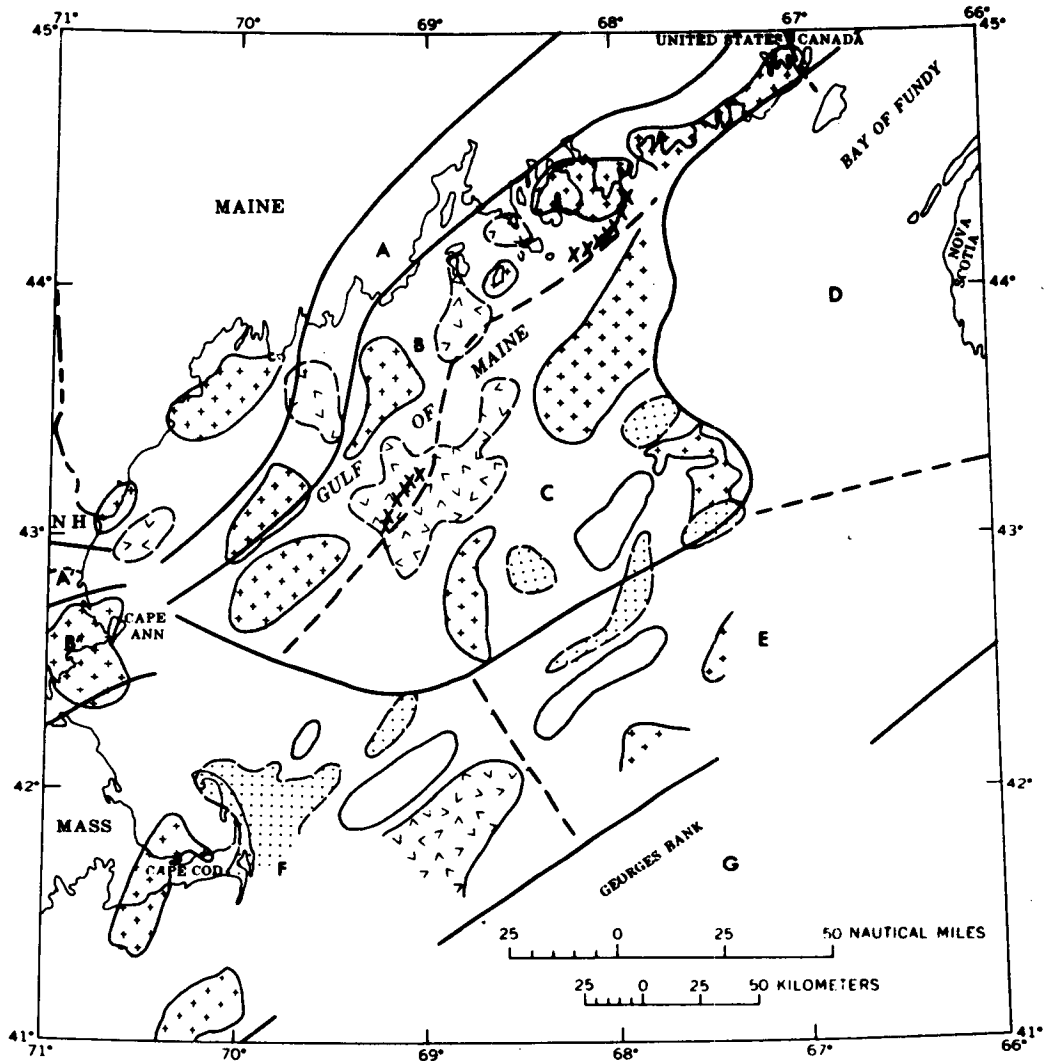 71° 70° 69° 68° 67° 66°
45° 45°
UNITED STATES CANADA
BAY OF FUNDY
MAINE
A
NOVA SCOTIA
44° 44°
D
B
GULF OF MAINE
C
NH
43° 43°
A'
CAPE
ANN
B'
E
42° 42°
MASS
CAPE COD
F
GEORGES BANK
G
25 0 25 50 NAUTICAL MILES
25 0 25 50 KILOMETERS
41° 41°
71° 70° 69° 68° 67° 66°